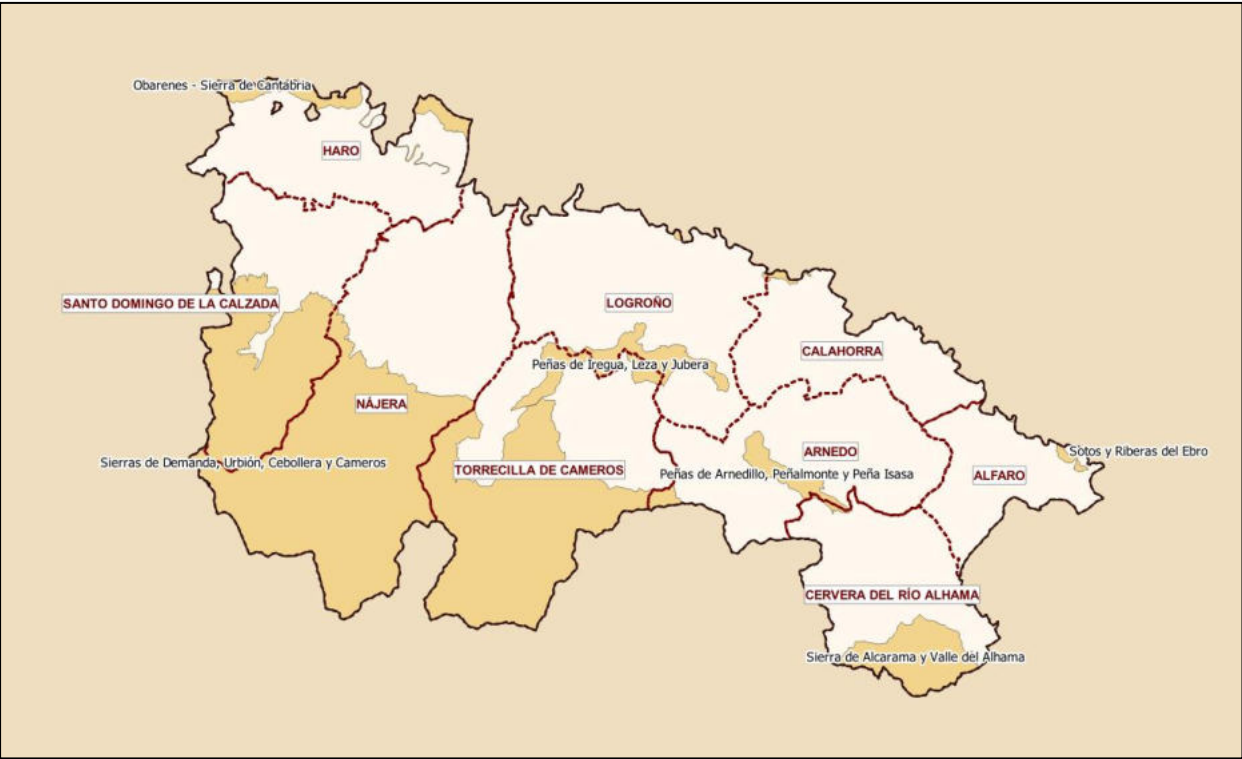 Obarenes - Sierra de Cantabria
HARO
SANTO DOMINGO DE LA CALZADA
LOGROÑO
CALAHORRA
Peñas de Iregua, Leza y Jubera
NÁJERA
Sotos y Riberas del Ebro
ARNEDO
Sierras de Demanda, Urbión, Cebollera y Cameros
TORRECILLA DE CAMEROS
Peñas de Arnedillo, Peñalmonte y Peña Isasa
ALFARO
CERVERA DEL RÍO ALHAMA
Sierra de Alcarama y Valle del Alhama